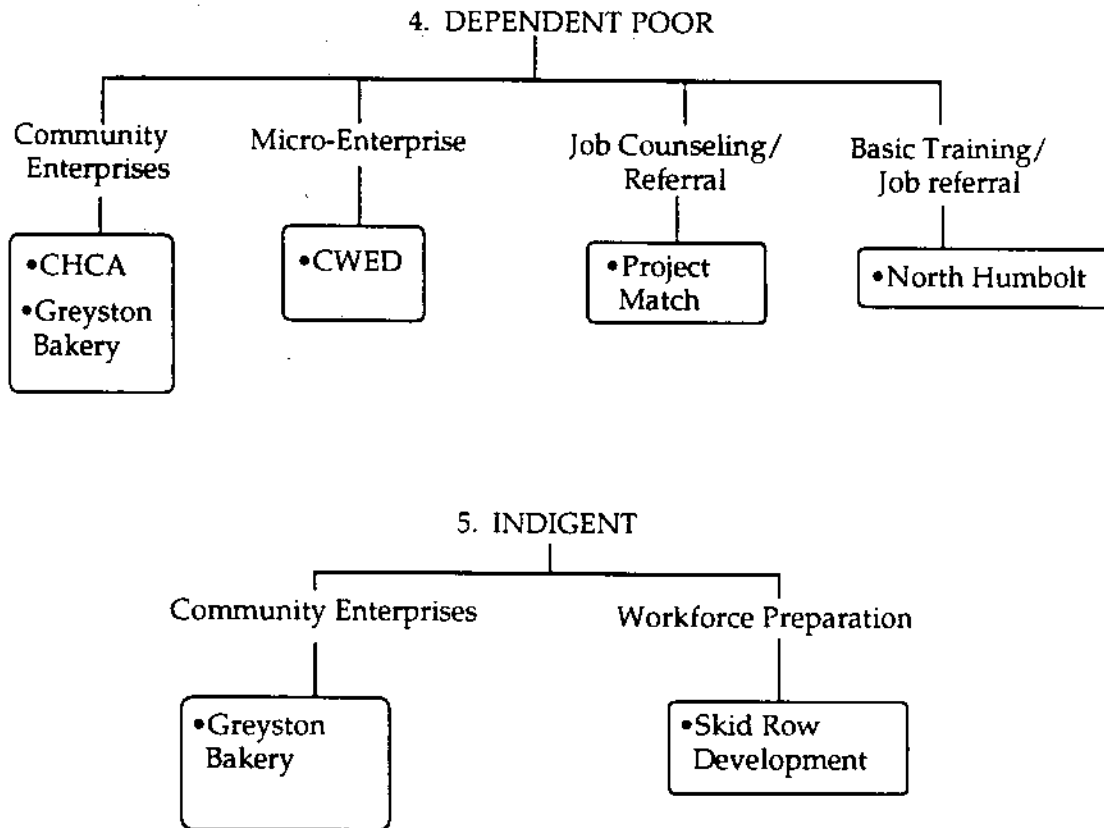 4. DEPENDENT POOR
Community
Enterprises
Micro-Enterprise
Job Counseling/
Referral
Basic Training/
Job referral
•CHCA
•Greyston
Bakery
•CWED
•Project
Match
•North Humbolt
5. INDIGENT
Community Enterprises
Workforce Preparation
•Greyston
Bakery
•Skid Row
Development